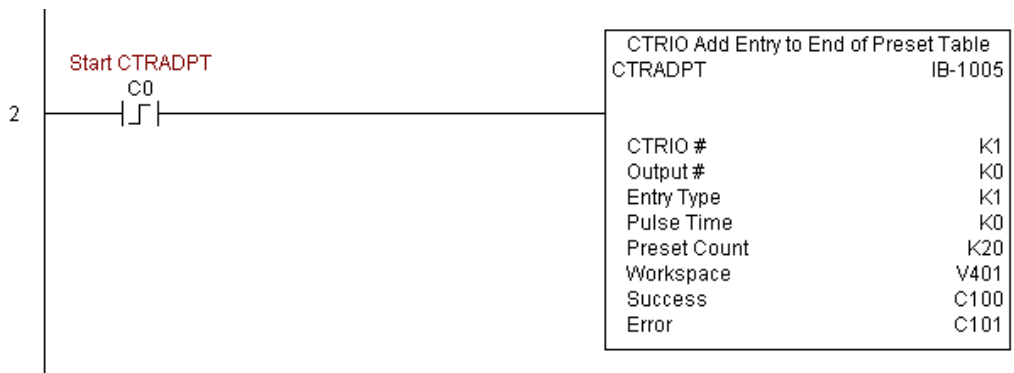 CTRIO Add Entry to End of Preset Table
CTRADPT IB-1005
Start CTRADPT
C0
2
CTRIO # K1
Output # K0
Entry Type K1
Pulse Time K0
Preset Count K20
Workspace V401
Success C100
Error C101